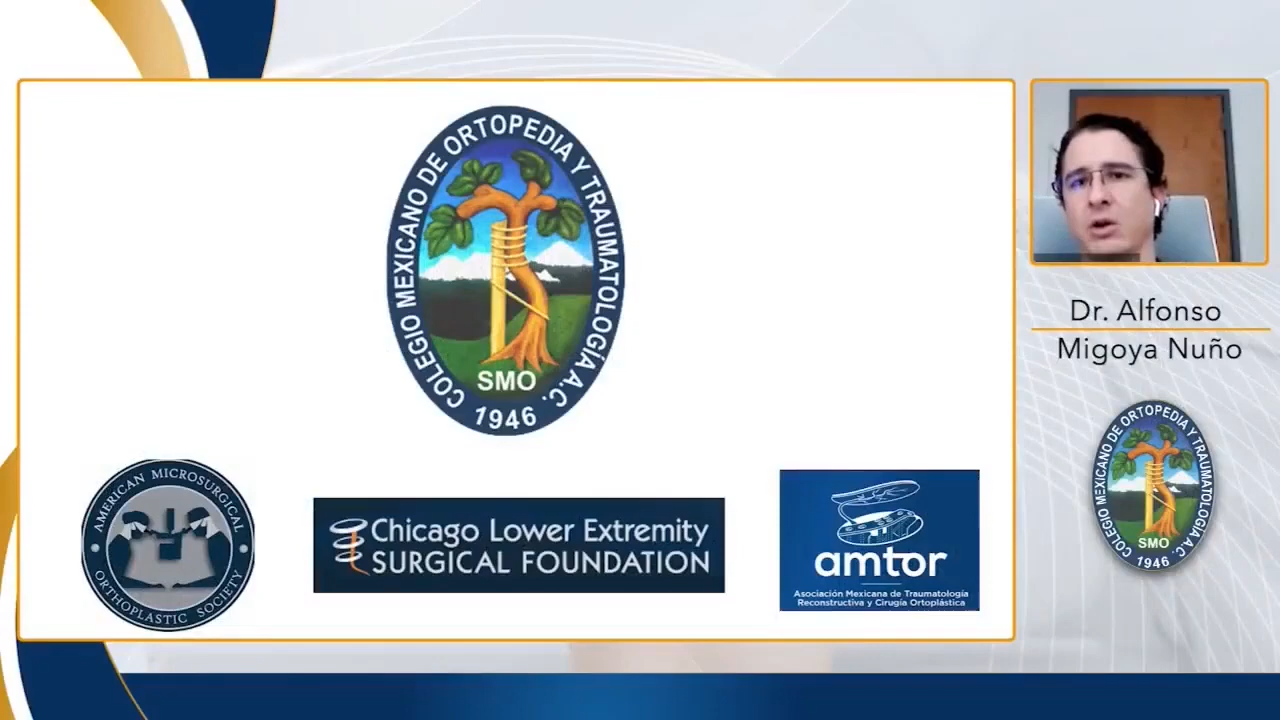 COLEGIO MEXICANO DE ORTOPEDIA Y TRAUMATOLOGÍA A.C.
SMO
1946
AMERICAN MICROSURGICAL
ORTHOPLASTIC SOCIETY
Chicago Lower Extremity
SURGICAL FOUNDATION
amtor
Asociación Mexicana de Traumatología
Reconstructiva y Cirugía Ortoplástica
Dr. Alfonso
Migoya Nuño
COLEGIO MEXICANO DE ORTOPEDIA Y TRAUMATOLOGÍA A.C.
SMO
1946